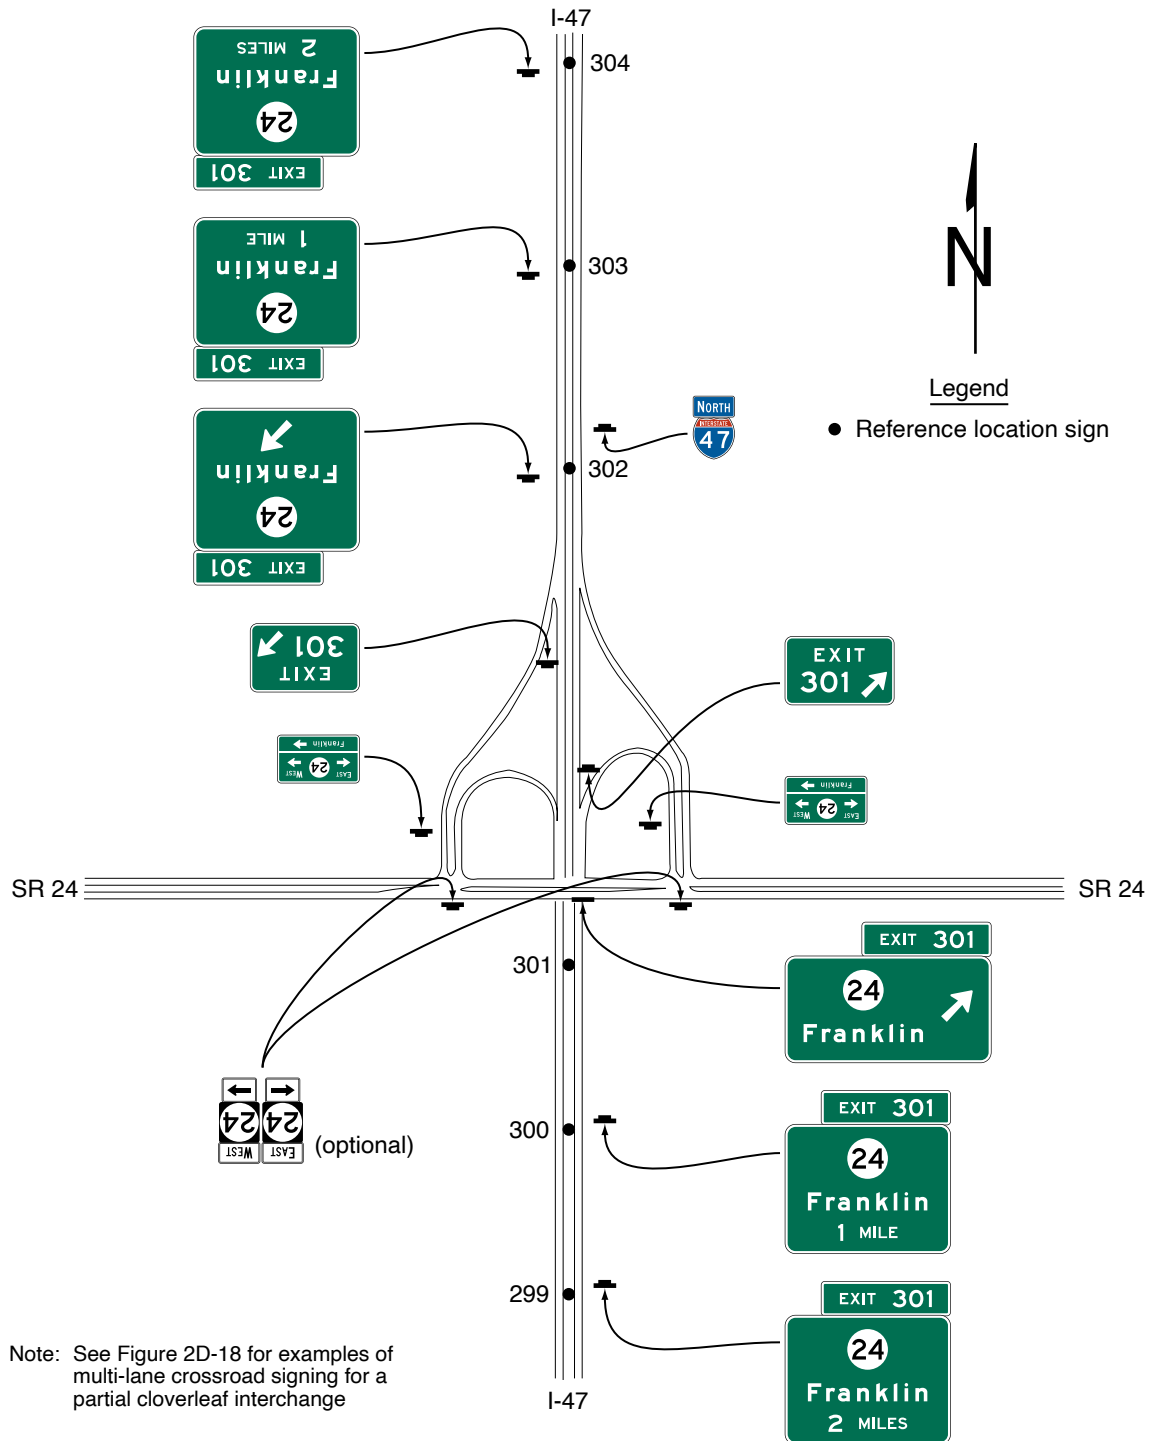 I-47
304
2 MILES
Franklin
24
EXIT 301
303
1 MILE
Franklin
24
EXIT 301
N
Legend
Reference location sign
NORTH
INTERSTATE
47
302
Franklin
24
EXIT 301
EXIT
301
EXIT
301
Franklin
EAST 24 WEST
Franklin
EAST 24 WEST
SR 24
SR 24
EXIT 301
24
Franklin
301
24 24
WEST EAST
(optional)
300
EXIT 301
24
Franklin
1 MILE
299
EXIT 301
24
Franklin
2 MILES
Note: See Figure 2D-18 for examples of
multi-lane crossroad signing for a
partial cloverleaf interchange
I-47